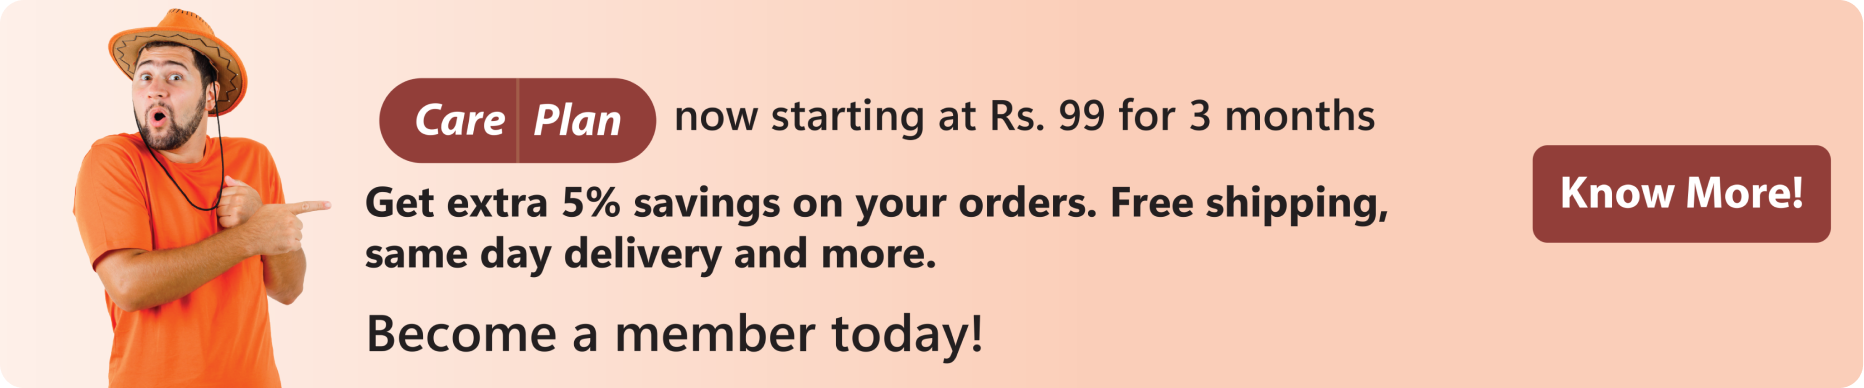 Care Plan now starting at Rs. 99 for 3 months
Get extra 5% savings on your orders. Free shipping,
same day delivery and more.
Become a member today!
Know More!